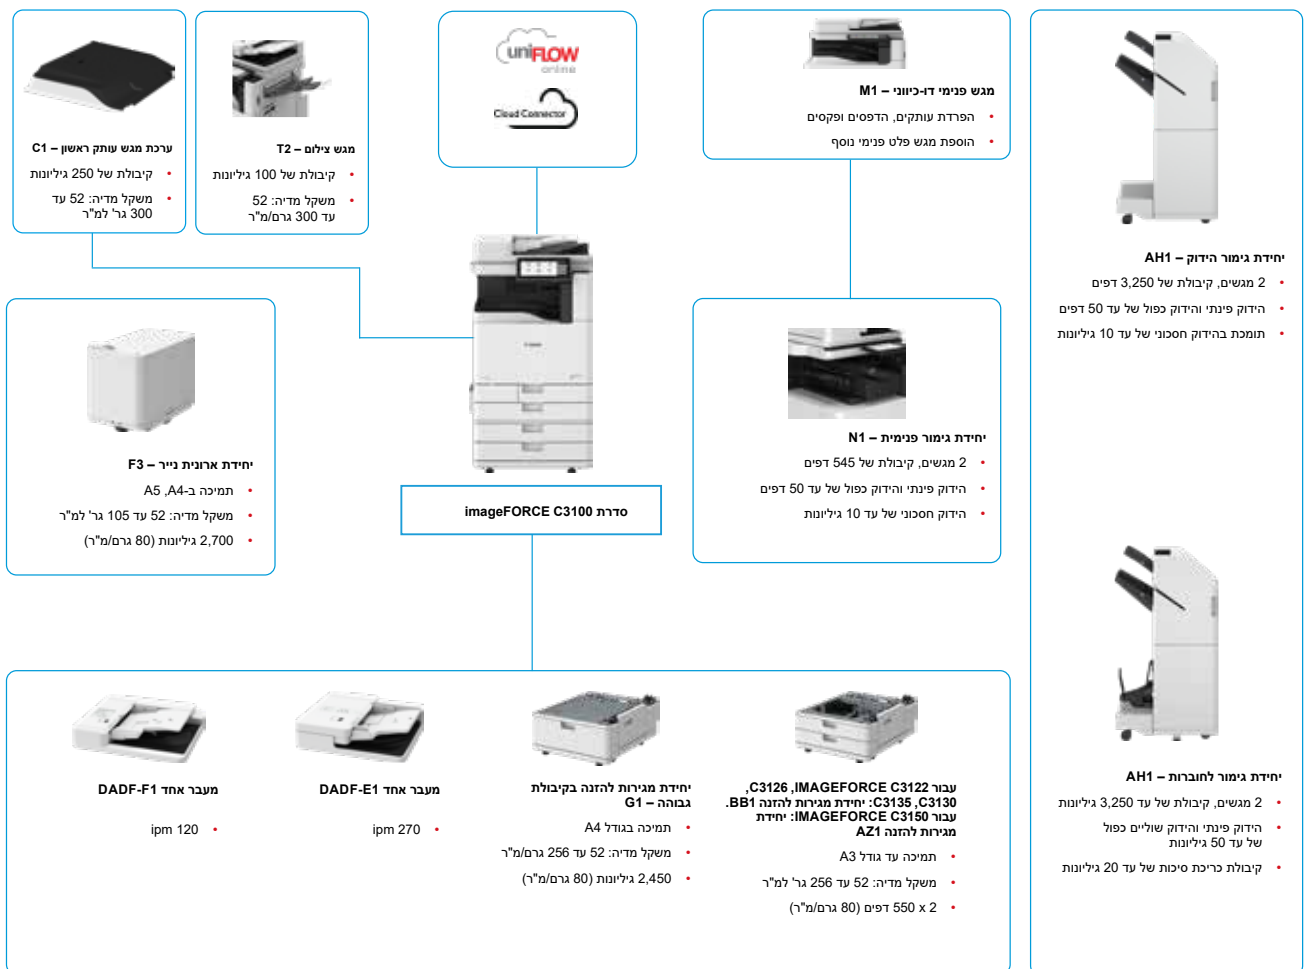 uniFLOW
online
Cloud Connector
ערכת מגש עותק ראשון – C1
• קיבולת של 250 גיליונות
• משקל מדיה: 52 עד
300 גר' למ"ר
מגש צילום – T2
• קיבולת של 100 גיליונות
• משקל מדיה: 52
עד 300 גרם/מ"ר
מגש פנימי דו-כיווני – M1
• הפרדת עותקים, הדפסים ופקסים
• הוספת מגש פלט פנימי נוסף
יחידת גימור הידוק – AH1
• 2 מגשים, קיבולת של 3,250 דפים
• הידוק פינתי והידוק כפול של עד 50 דפים
• תומכת בהידוק חסכוני של עד 10 גיליונות
יחידת ארונית נייר – F3
• תמיכה ב-A4, A5
• משקל מדיה: 52 עד 105 גר' למ"ר
• 2,700 גיליונות (80 גרם/מ"ר)
Canon
סדרת imageFORCE C3100
יחידת גימור פנימית – N1
• 2 מגשים, קיבולת של 545 דפים
• הידוק פינתי והידוק כפול של עד 50 דפים
• הידוק חסכוני של עד 10 גיליונות
יחידת גימור לחוברות – AH1
• 2 מגשים, קיבולת של עד 3,250 גיליונות
• הידוק פינתי והידוק שוליים כפול
של עד 50 גיליונות
• קיבולת כריכת סיכות של עד 20 גיליונות
עבור IMAGEFORCE C3122, C3126,
C3130, C3135: יחידת מגירות להזנה BB1.
עבור IMAGEFORCE C3150: יחידת
מגירות להזנה AZ1
• תמיכה עד גודל A3
• משקל מדיה: 52 עד 256 גר' למ"ר
• 550 x 2 דפים (80 גרם/מ"ר)
יחידת מגירות להזנה בקיבולת
גבוהה – G1
• תמיכה בגודל A4
• משקל מדיה: 52 עד 256 גרם/מ"ר
• 2,450 גיליונות (80 גרם/מ"ר)
מעבר אחד DADF-E1
• 270 ipm
מעבר אחד DADF-F1
• 120 ipm